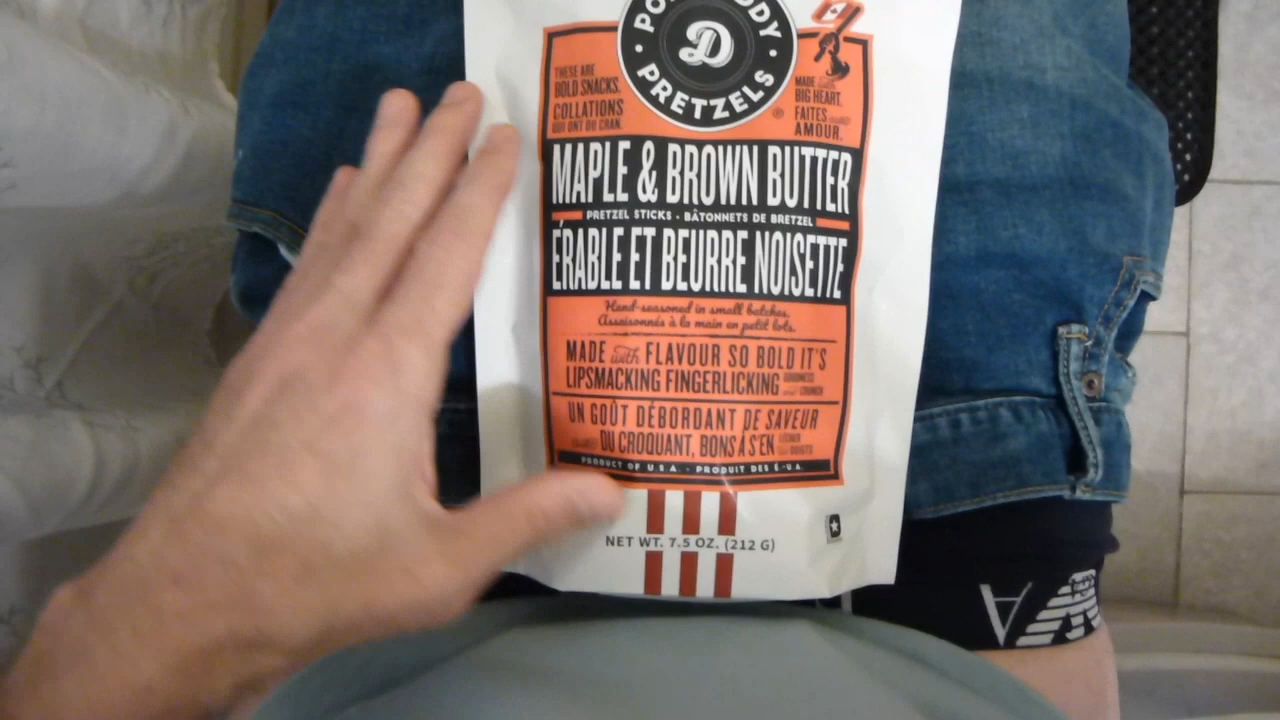 PRETZELS
D
THESE ARE
BOLD SNACKS.
COLLATIONS
QUI ONT DU CRAN.
MADE with
BIG HEART.
FAITES
AMOUR.
MAPLE & BROWN BUTTER
PRETZEL STICKS • BÂTONNETS DE BRETZEL
ÉRABLE ET BEURRE NOISETTE
Hand-seasoned in small batches.
Assaisonnés à la main en petit lots.
MADE with FLAVOUR SO BOLD IT'S
LIPSMACKING FINGERLICKING
UN GOÛT DÉBORDANT DE SAVEUR
DU CROQUANT, BONS À S'EN
PRODUCT OF U.S.A. • PRODUIT DES É.-U.A.
NET WT. 7.5 OZ. (212 G)